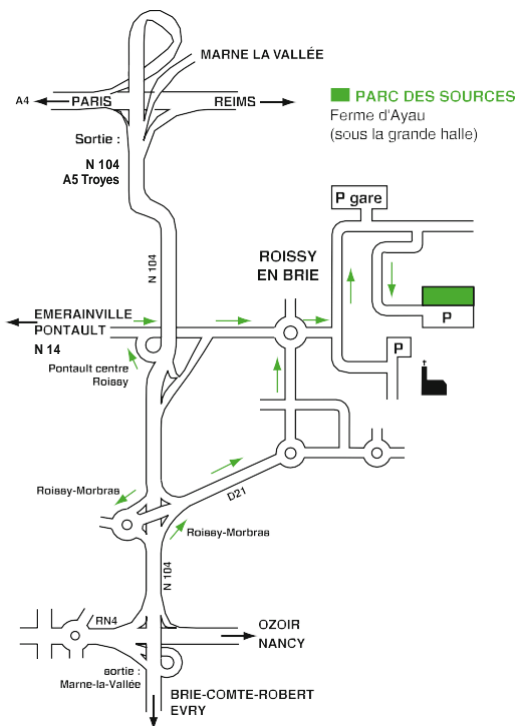 MARNE LA VALLÉE
A4
PARIS
REIMS
PARC DES SOURCES
Ferme d'Ayau
(sous la grande halle)
Sortie :
N 104
A5 Troyes
P gare
N 104
ROISSY
EN BRIE
EMERAINVILLE
PONTAULT
N 14
P
P
Pontault centre
Roissy
Roissy-Morbras
D21
Roissy-Morbras
N 104
RN4
OZOIR
NANCY
sortie :
Marne-la-Vallée
BRIE-COMTE-ROBERT
EVRY